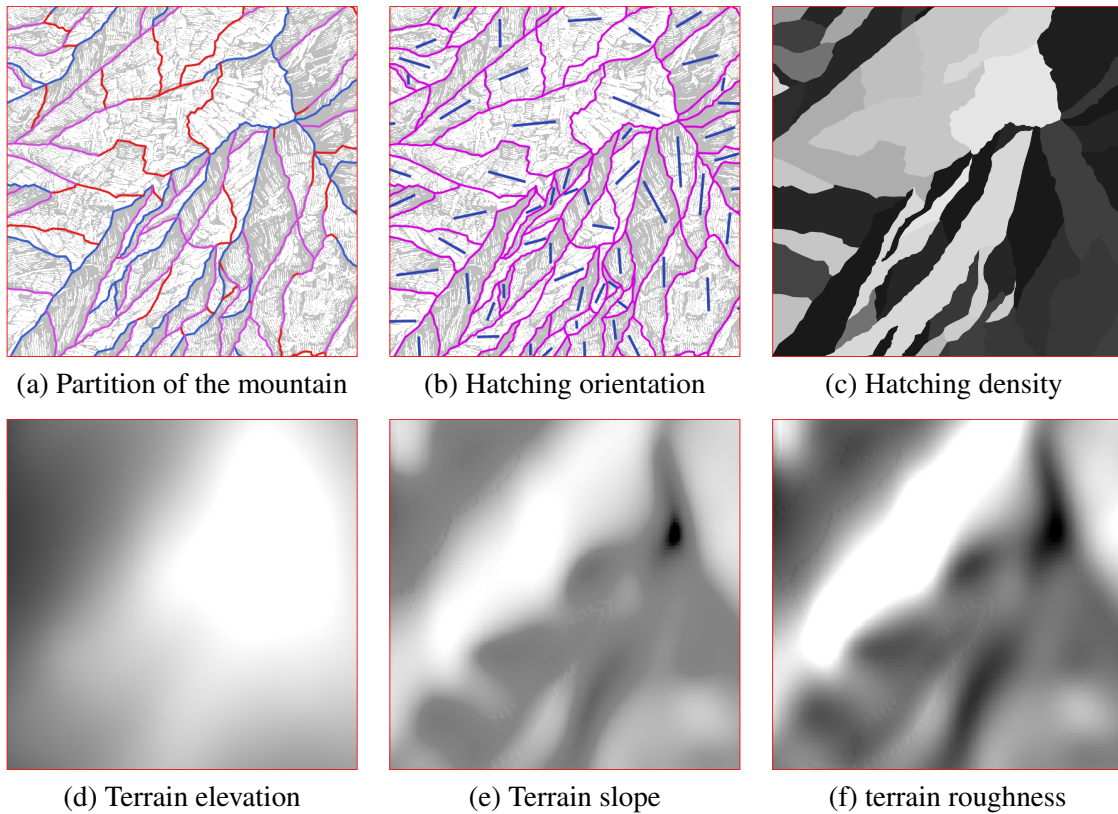 (a) Partition of the mountain
(b) Hatching orientation
(c) Hatching density
(d) Terrain elevation
(e) Terrain slope
(f) terrain roughness